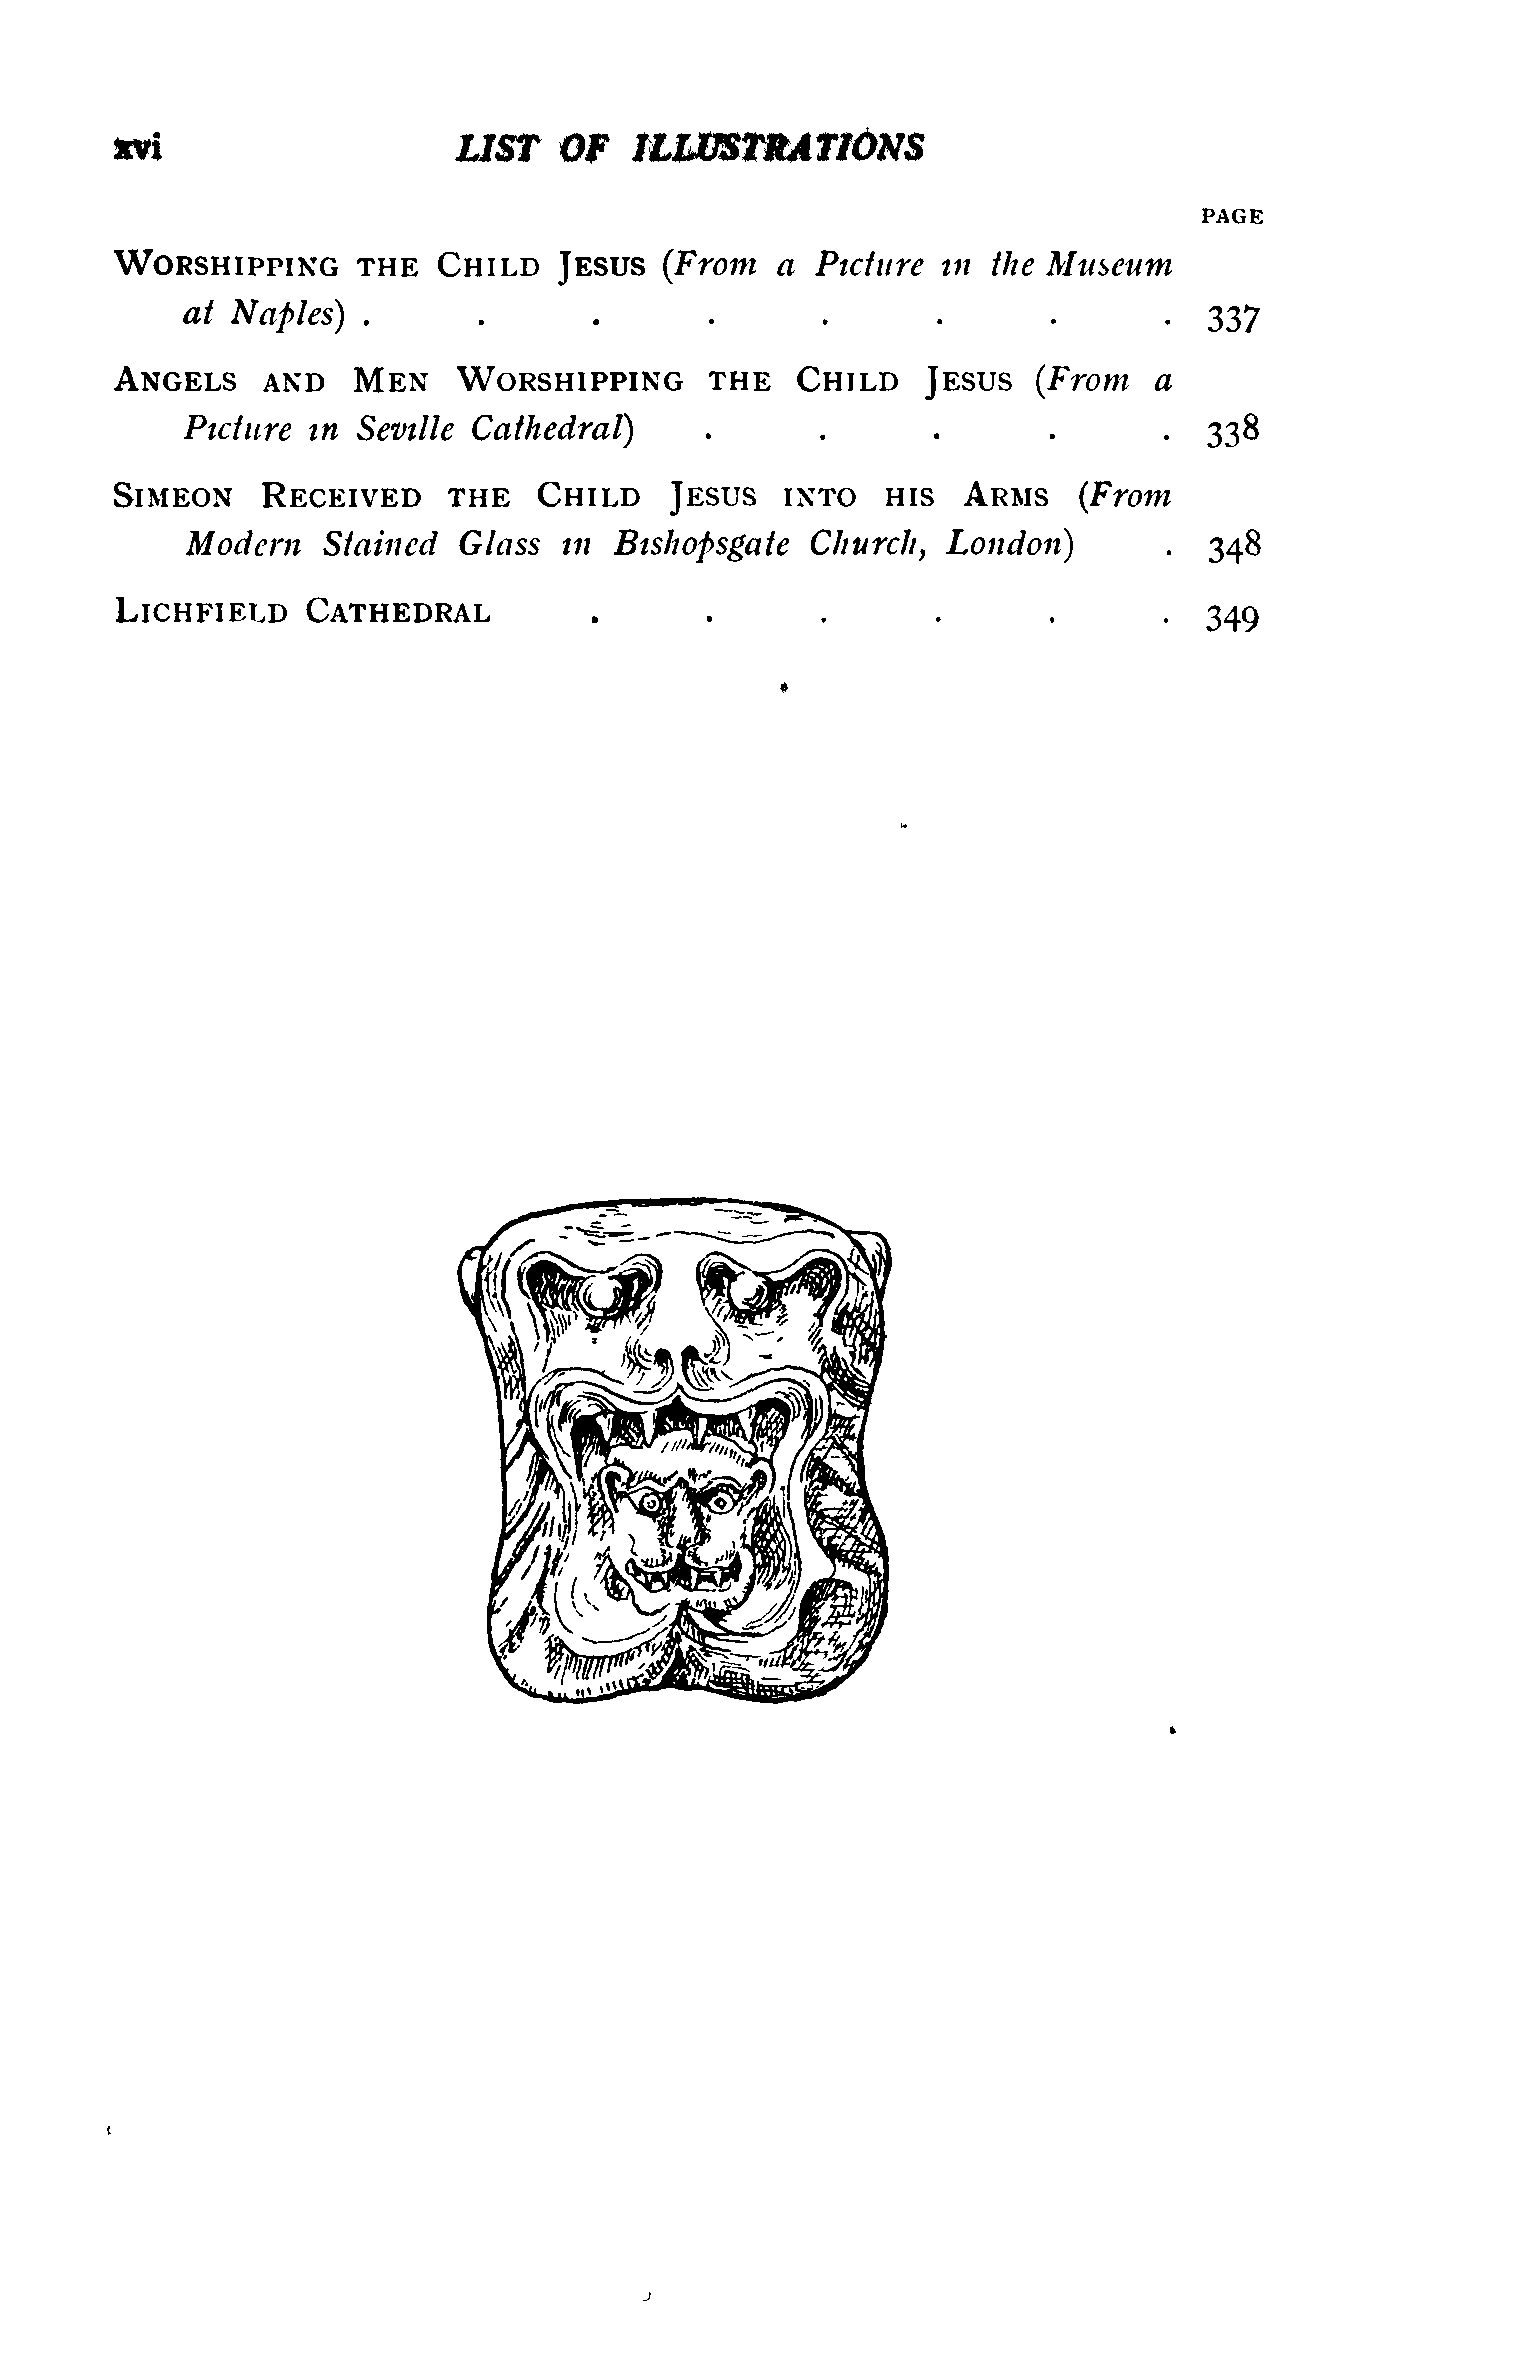 xvi LIST OF ILLUSTRATIONS
PAGE
WORSHIPPING THE CHILD JESUS (From a Picture in the Museum
at Naples) . . . . . . . . 337
ANGELS AND MEN WORSHIPPING THE CHILD JESUS (From a
Picture in Seville Cathedral) . . . . . 338
SIMEON RECEIVED THE CHILD JESUS INTO HIS ARMS (From
Modern Stained Glass in Bishopsgate Church, London) . 348
LICHFIELD CATHEDRAL . . . . . . 349